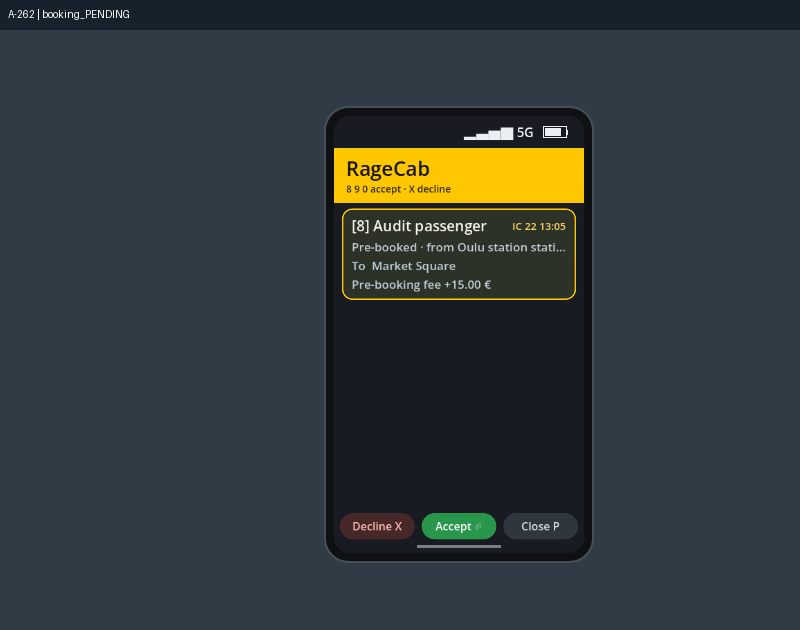 A-262 | booking_PENDING
5G
RageCab
8 9 0 accept · X decline
[8] Audit passenger IC 22 13:05
Pre-booked · from Oulu station stati...
To Market Square
Pre-booking fee +15.00 €
Decline X Accept ⏎ Close P